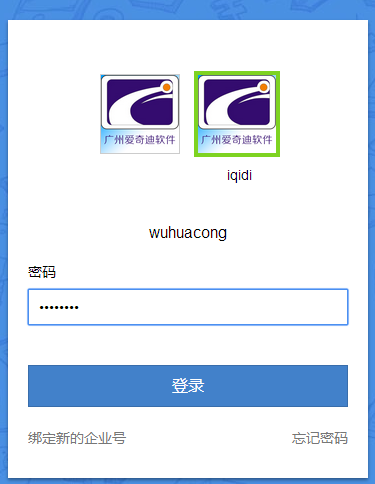 广州爱奇迪软件
广州爱奇迪软件
iqidi
wuhuacong
密码
••••••••
登录
绑定新的企业号
忘记密码